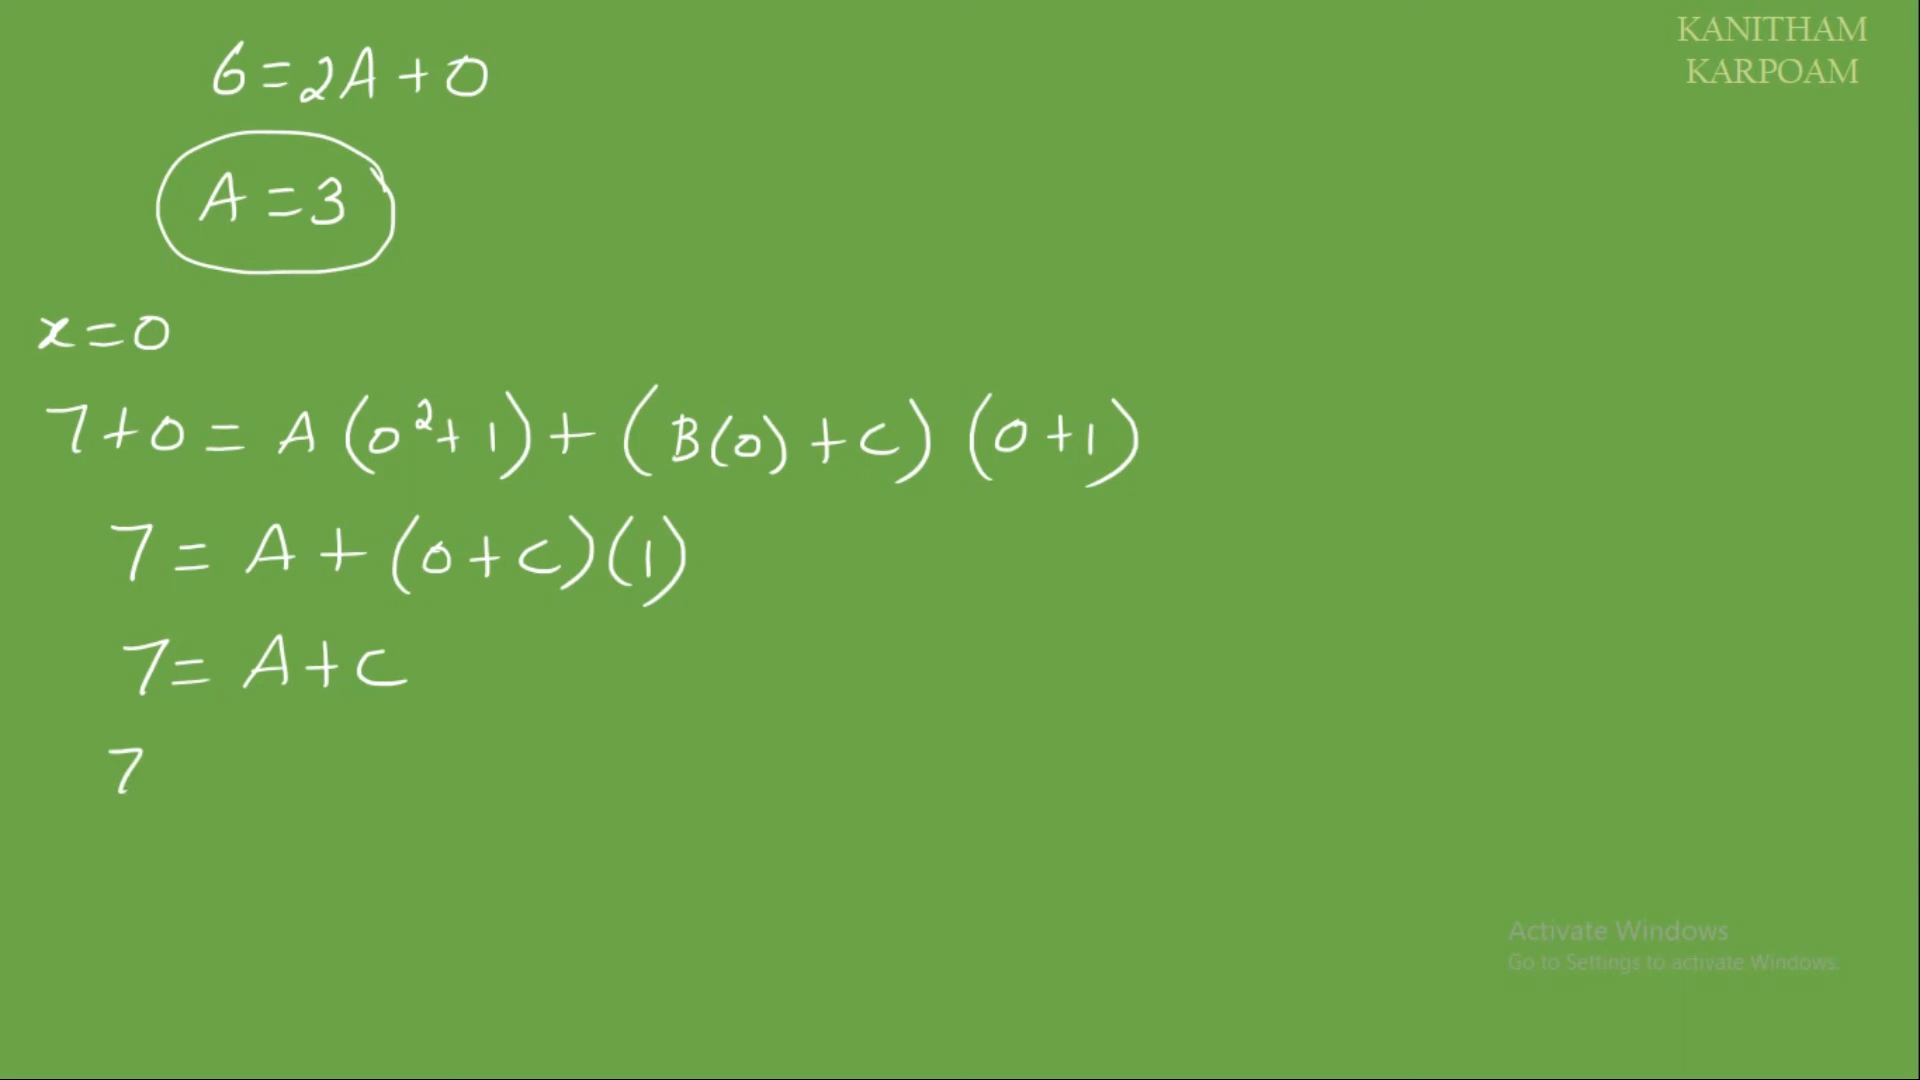 KANITHAM
KARPOAM
6=2A+0
A=3
x=0
7+0=A(0²+1)+(B(0)+C)(0+1)
7=A+(0+C)(1)
7=A+C
7
Activate Windows
Go to Settings to activate Windows.